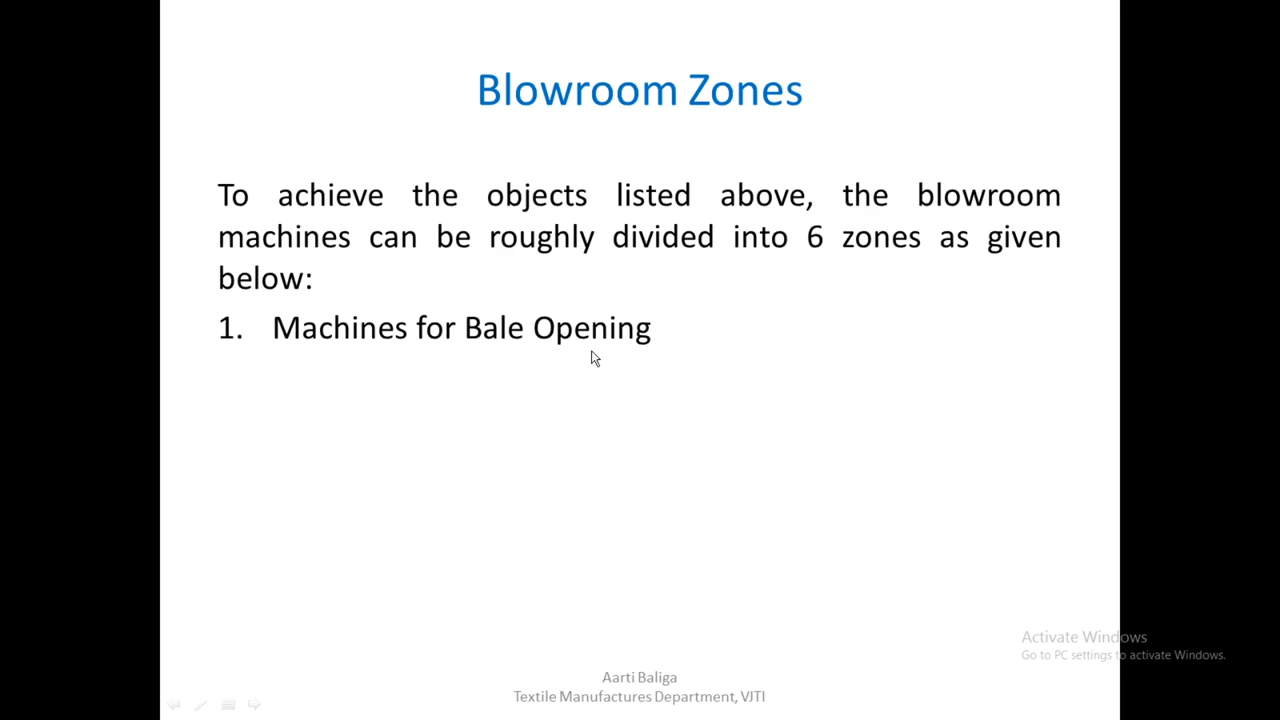 Blowroom Zones
To achieve the objects listed above, the blowroom
machines can be roughly divided into 6 zones as given
below:
1. Machines for Bale Opening
Activate Windows
Go to PC settings to activate Windows.
Aarti Baliga
Textile Manufactures Department, VJTI